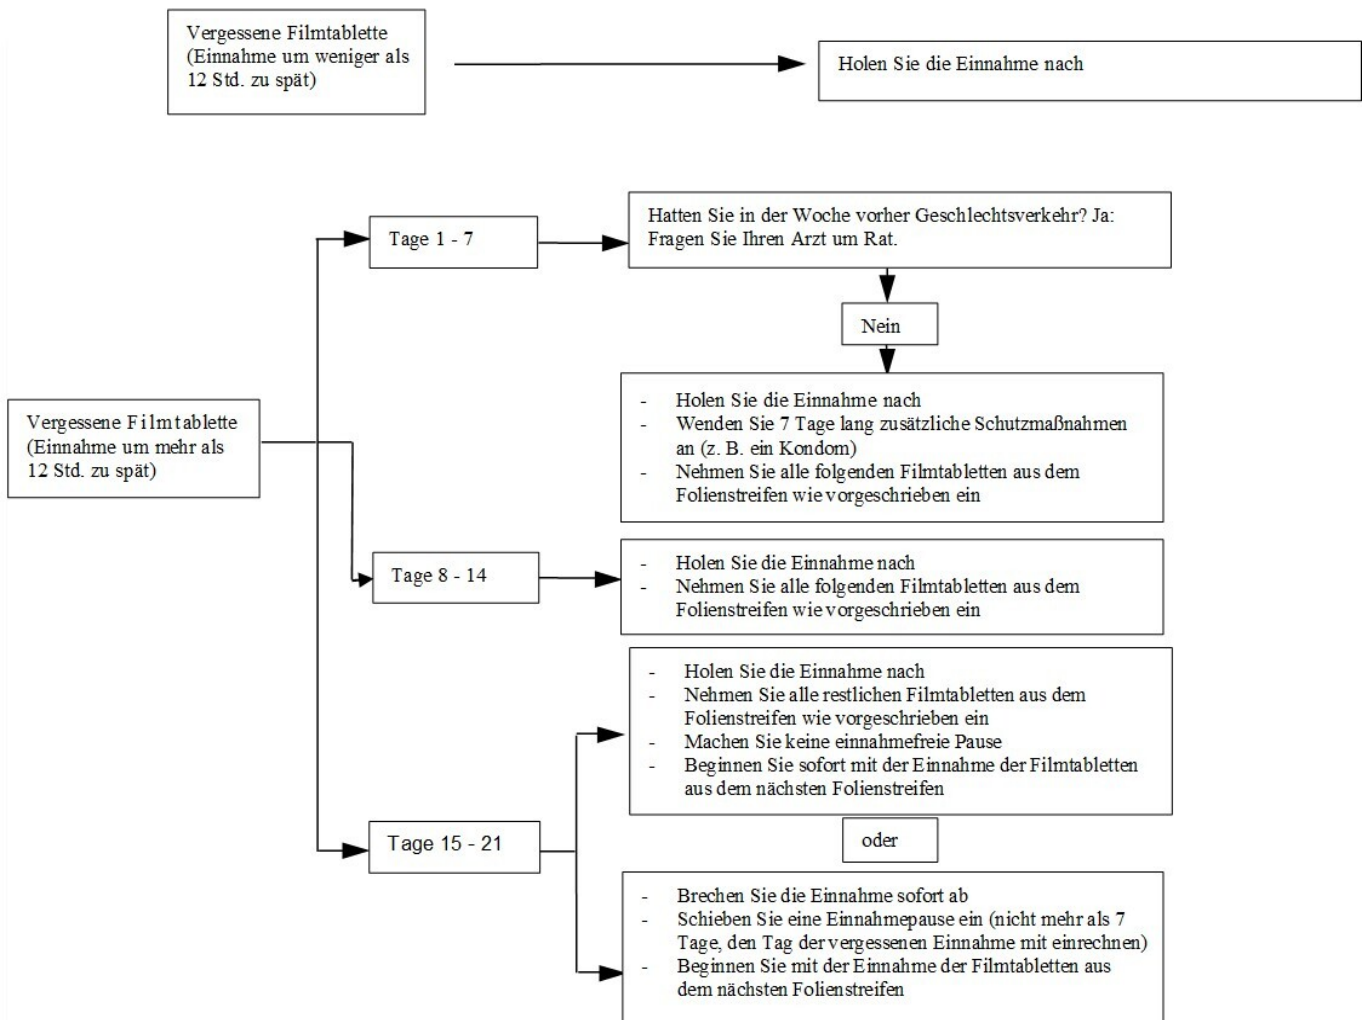 Vergessene Filmtablette
(Einnahme um weniger als
12 Std. zu spät)
Holen Sie die Einnahme nach
Hatten Sie in der Woche vorher Geschlechtsverkehr? Ja:
Fragen Sie Ihren Arzt um Rat.
Tage 1 - 7
Nein
- Holen Sie die Einnahme nach
- Wenden Sie 7 Tage lang zusätzliche Schutzmaßnahmen
an (z. B. ein Kondom)
- Nehmen Sie alle folgenden Filmtabletten aus dem
Folienstreifen wie vorgeschrieben ein
Vergessene Filmtablette
(Einnahme um mehr als
12 Std. zu spät)
Tage 8 - 14
- Holen Sie die Einnahme nach
- Nehmen Sie alle folgenden Filmtabletten aus dem
Folienstreifen wie vorgeschrieben ein
- Holen Sie die Einnahme nach
- Nehmen Sie alle restlichen Filmtabletten aus dem
Folienstreifen wie vorgeschrieben ein
- Machen Sie keine einnahmefreie Pause
- Beginnen Sie sofort mit der Einnahme der Filmtabletten
aus dem nächsten Folienstreifen
Tage 15 - 21
oder
- Brechen Sie die Einnahme sofort ab
- Schieben Sie eine Einnahmepause ein (nicht mehr als 7
Tage, den Tag der vergessenen Einnahme mit einrechnen)
- Beginnen Sie mit der Einnahme der Filmtabletten aus
dem nächsten Folienstreifen